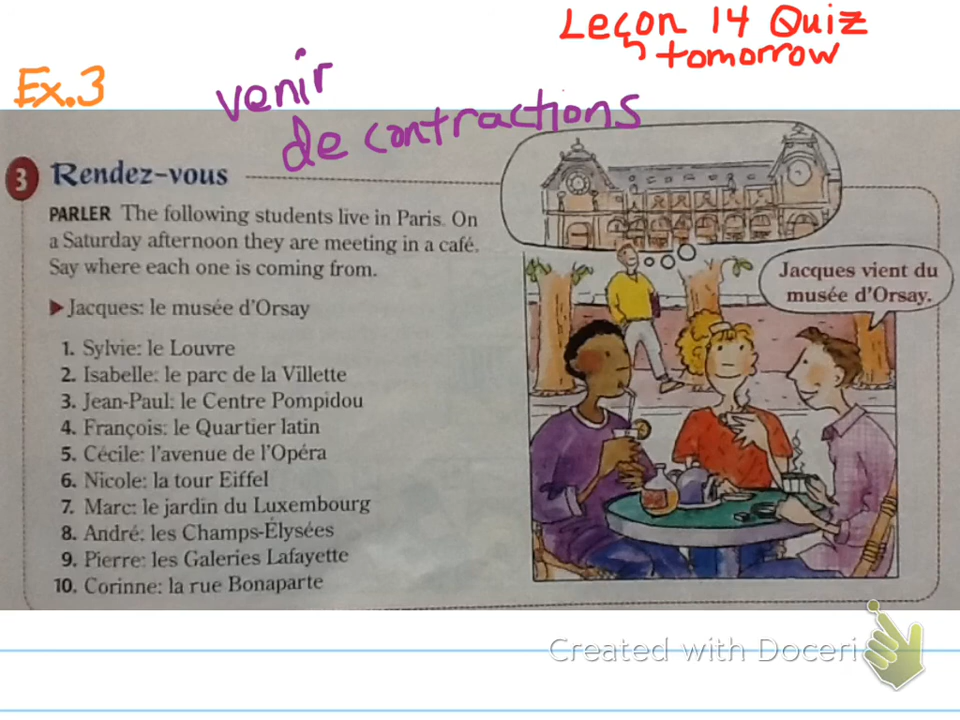 Leçon 14 Quiz
tomorrow
Ex.3
venir
de contractions
3 Rendez-vous
PARLER The following students live in Paris. On
a Saturday afternoon they are meeting in a café.
Say where each one is coming from.
▶ Jacques: le musée d'Orsay
1. Sylvie: le Louvre
2. Isabelle: le parc de la Villette
3. Jean-Paul: le Centre Pompidou
4. François: le Quartier latin
5. Cécile: l'avenue de l'Opéra
6. Nicole: la tour Eiffel
7. Marc: le jardin du Luxembourg
8. André: les Champs-Élysées
9. Pierre: les Galeries Lafayette
10. Corinne: la rue Bonaparte
Jacques vient du
musée d'Orsay.
Created with Doceri